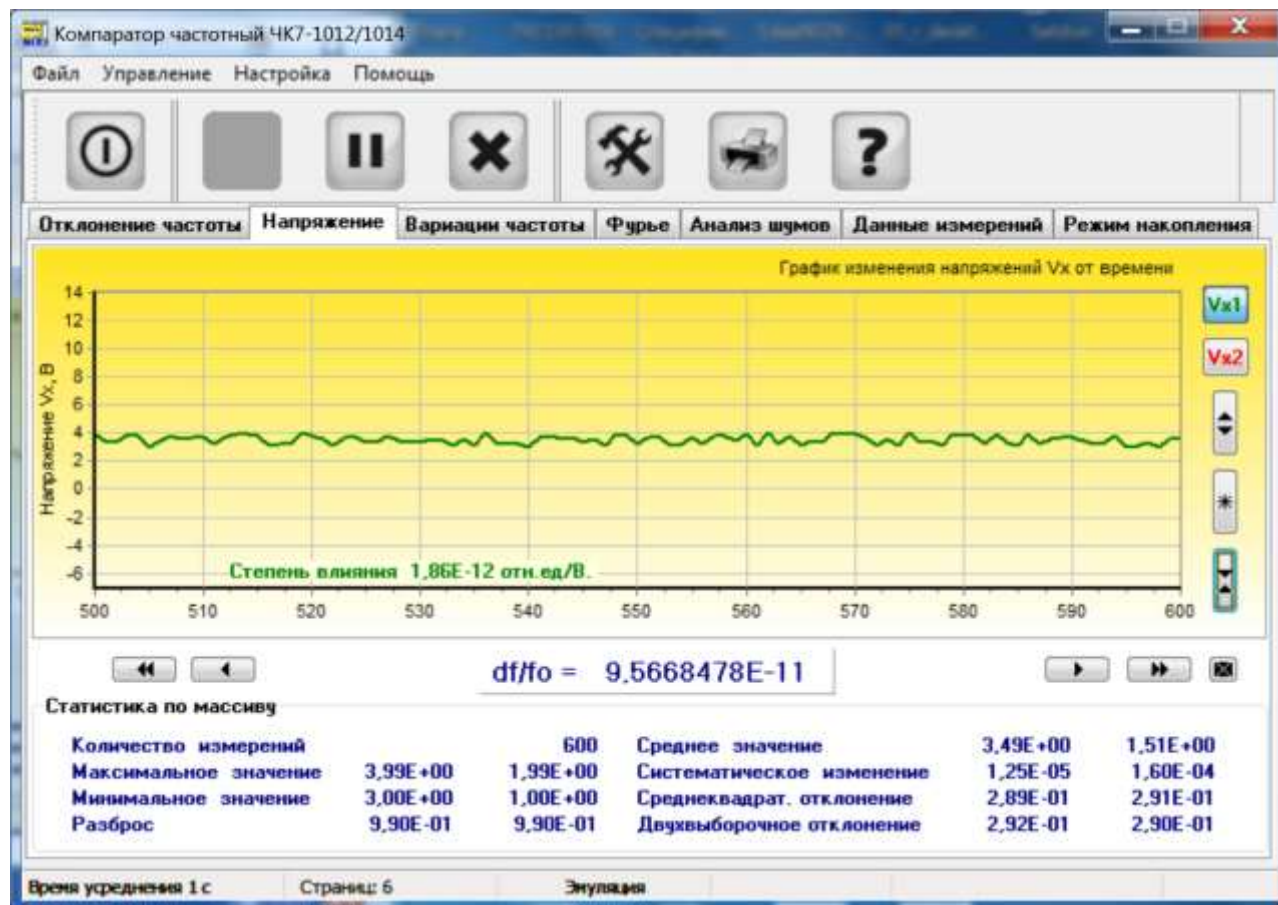 Компаратор частотный ЧК7-1012/1014
Файл Управление Настройка Помощь
?
Отклонение частоты Напряжение Вариации частоты Фурье Анализ шумов Данные измерений Режим накопления
График изменения напряжений Vx от времени
Vx1
Vx2
Напряжение Vx, В
14
12
10
8
6
4
2
0
-2
-4
-6
Степень влияния 1,86E-12 отн.ед/В.
500 510 520 530 540 550 560 570 580 590 600
df/fo = 9,5668478E-11
Статистика по массиву
Количество измерений 600 Среднее значение 3,49E+00 1,51E+00
Максимальное значение 3,99E+00 1,99E+00 Систематическое изменение 1,25E-05 1,60E-04
Минимальное значение 3,00E+00 1,00E+00 Среднеквадрат. отклонение 2,89E-01 2,91E-01
Разброс 9,90E-01 9,90E-01 Двухвыборочное отклонение 2,92E-01 2,90E-01
Время усреднения 1 с Страниц: 6 Эмуляция